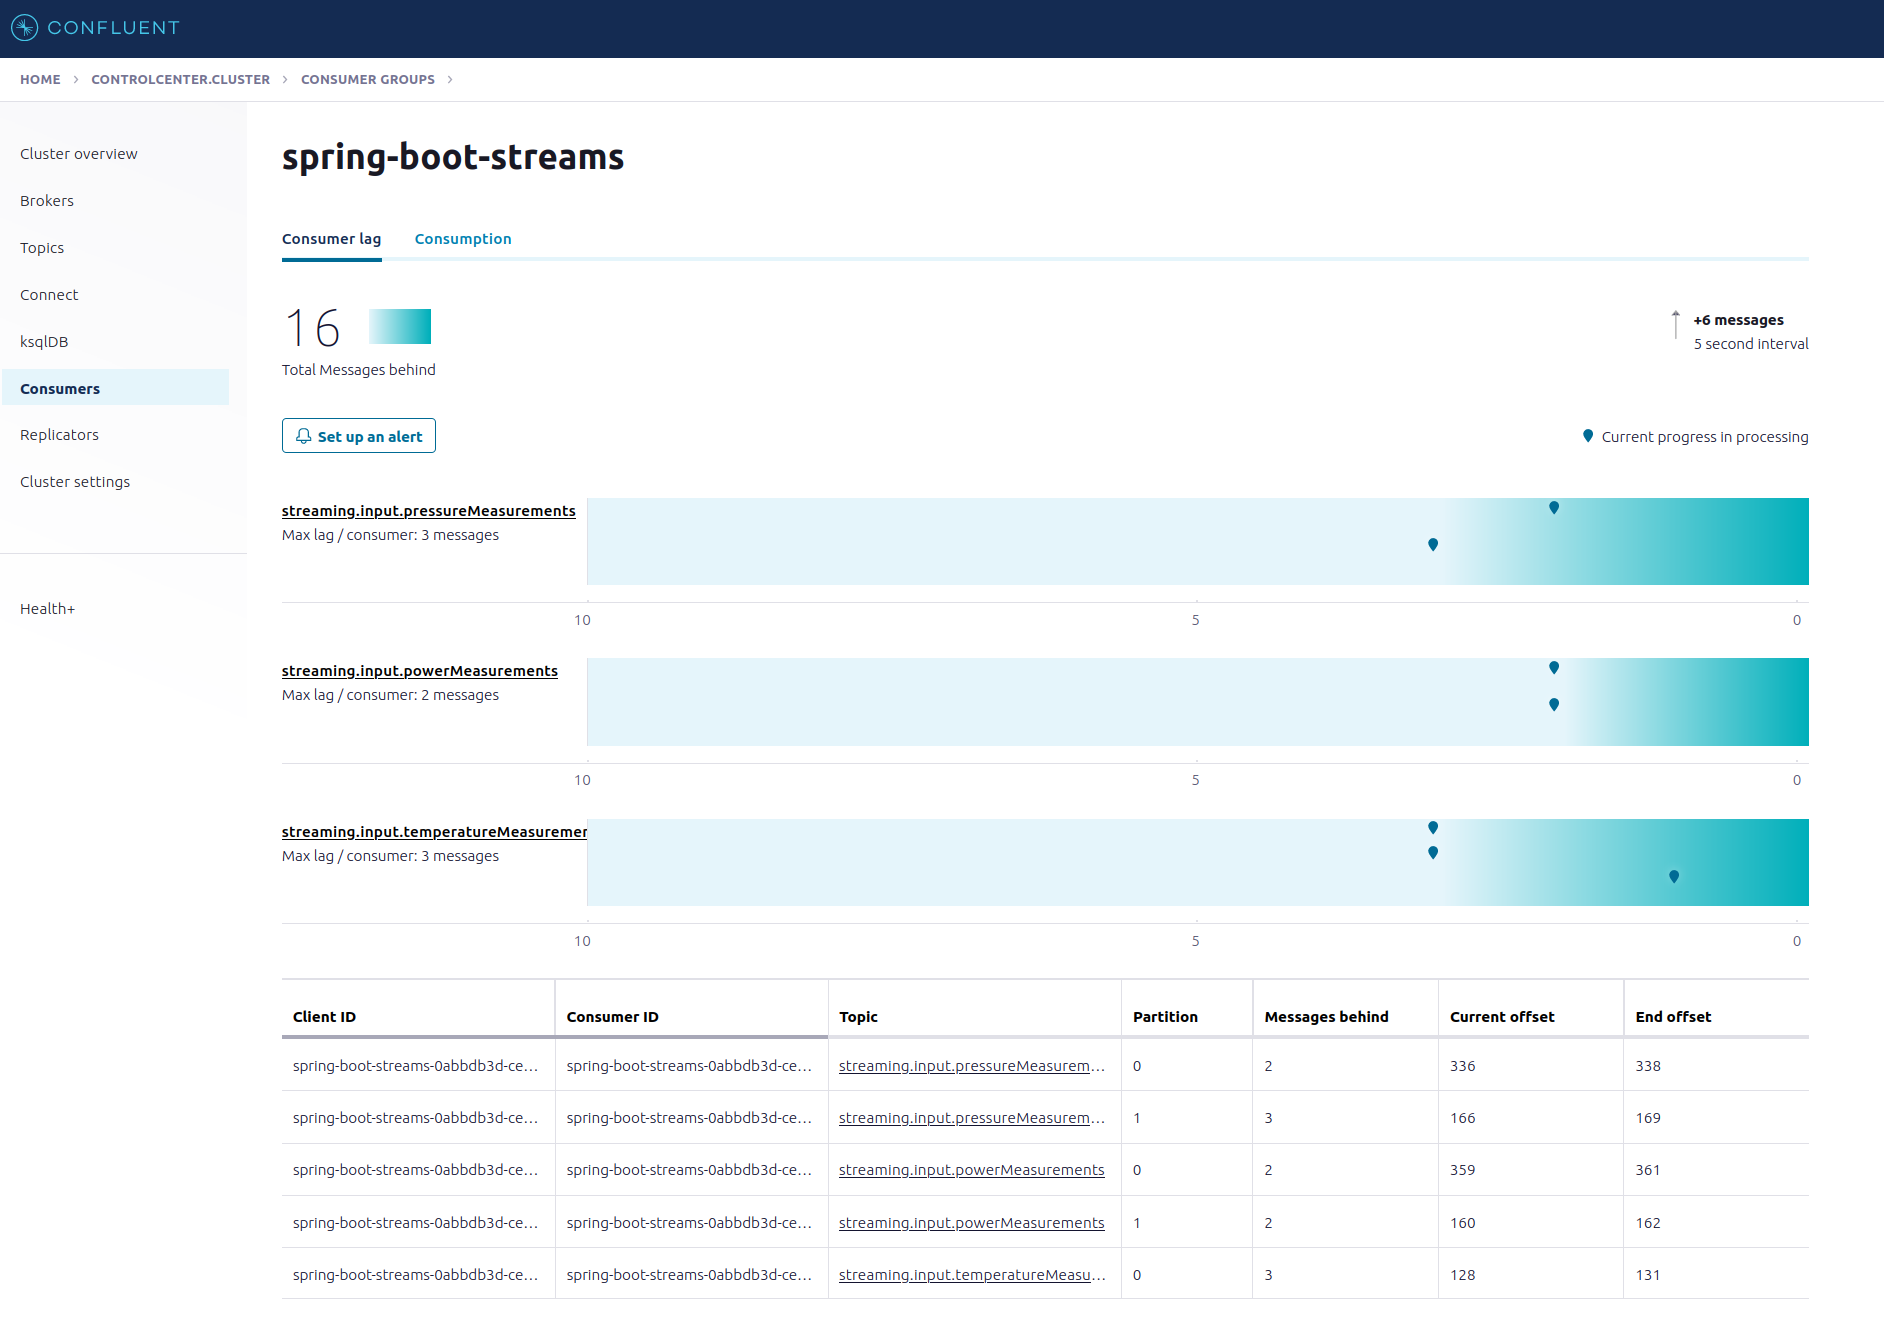 CONFLUENT
HOME > CONTROLCENTER.CLUSTER > CONSUMER GROUPS >
Cluster overview
Brokers
Topics
Connect
ksqlDB
Consumers
Replicators
Cluster settings
Health+
spring-boot-streams
Consumer lag Consumption
16
Total Messages behind
+6 messages
5 second interval
Set up an alert
Current progress in processing
streaming.input.pressureMeasurements
Max lag / consumer: 3 messages
10 5 0
streaming.input.powerMeasurements
Max lag / consumer: 2 messages
10 5 0
streaming.input.temperatureMeasuremen
Max lag / consumer: 3 messages
10 5 0
Client ID Consumer ID Topic Partition Messages behind Current offset End offset
spring-boot-streams-0abbdb3d-ce... spring-boot-streams-0abbdb3d-ce... streaming.input.pressureMeasurem... 0 2 336 338
spring-boot-streams-0abbdb3d-ce... spring-boot-streams-0abbdb3d-ce... streaming.input.pressureMeasurem... 1 3 166 169
spring-boot-streams-0abbdb3d-ce... spring-boot-streams-0abbdb3d-ce... streaming.input.powerMeasurements 0 2 359 361
spring-boot-streams-0abbdb3d-ce... spring-boot-streams-0abbdb3d-ce... streaming.input.powerMeasurements 1 2 160 162
spring-boot-streams-0abbdb3d-ce... spring-boot-streams-0abbdb3d-ce... streaming.input.temperatureMeasu... 0 3 128 131